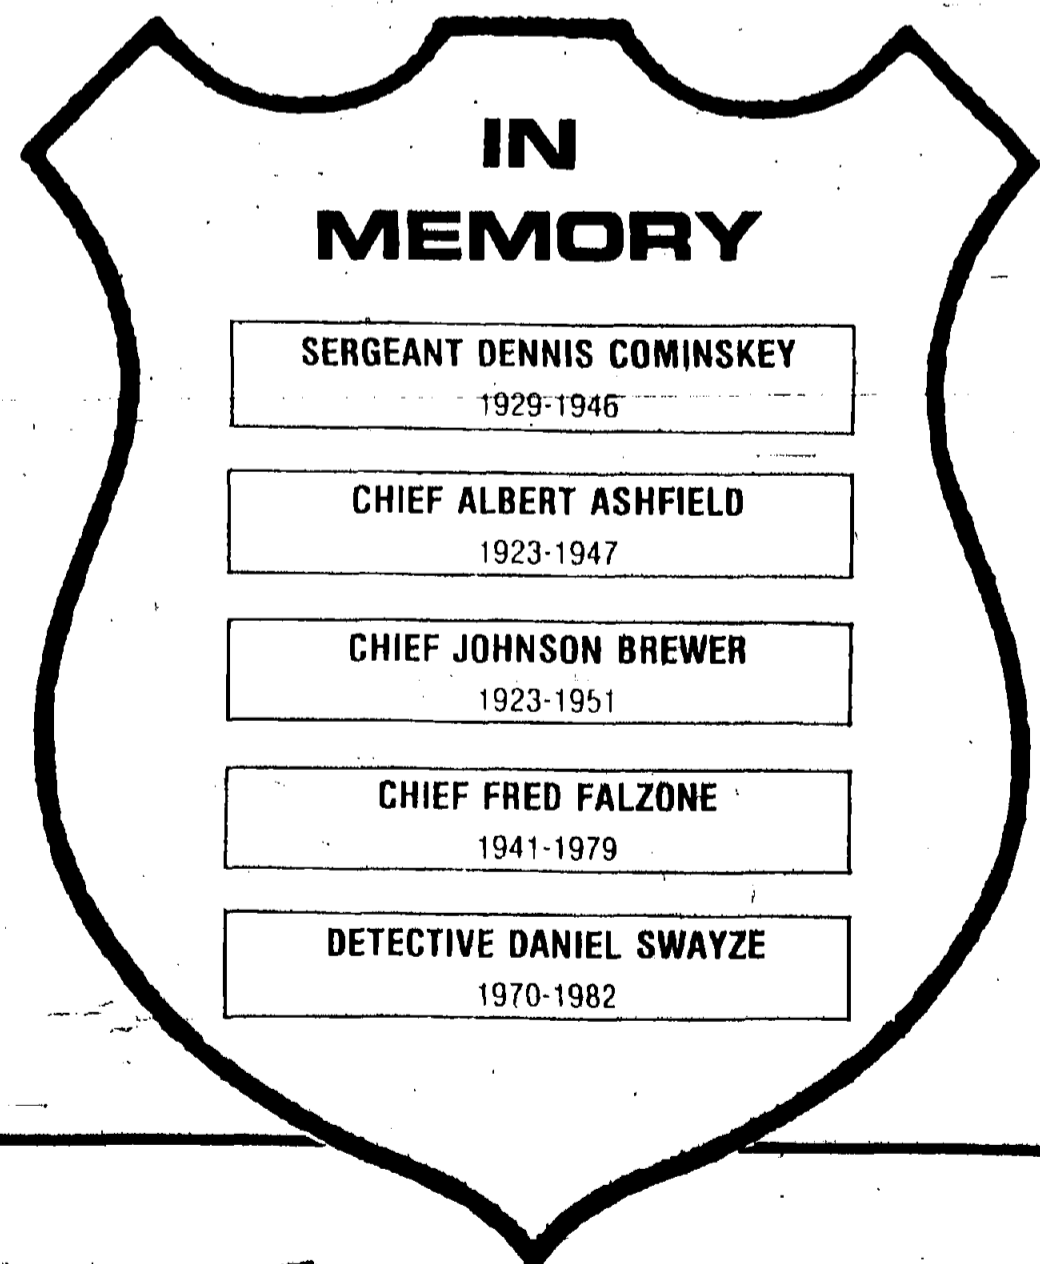 IN
MEMORY
SERGEANT DENNIS COMINSKEY
1929-1946
CHIEF ALBERT ASHFIELD
1923-1947
CHIEF JOHNSON BREWER
1923-1951
CHIEF FRED FALZONE
1941-1979
DETECTIVE DANIEL SWAYZE
1970-1982